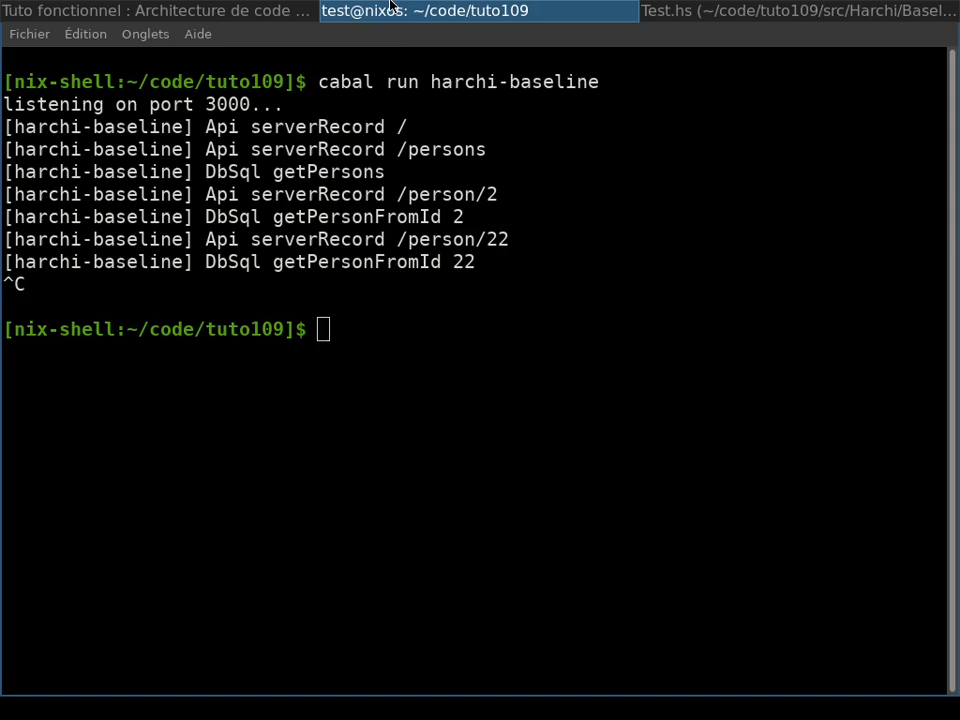 Tuto fonctionnel : Architecture de code ...
test@nixos: ~/code/tuto109
Test.hs (~/code/tuto109/src/Harchi/Basel...
Fichier Édition Onglets Aide
[nix-shell:~/code/tuto109]$ cabal run harchi-baseline
listening on port 3000...
[harchi-baseline] Api serverRecord /
[harchi-baseline] Api serverRecord /persons
[harchi-baseline] DbSql getPersons
[harchi-baseline] Api serverRecord /person/2
[harchi-baseline] DbSql getPersonFromId 2
[harchi-baseline] Api serverRecord /person/22
[harchi-baseline] DbSql getPersonFromId 22
^C
[nix-shell:~/code/tuto109]$